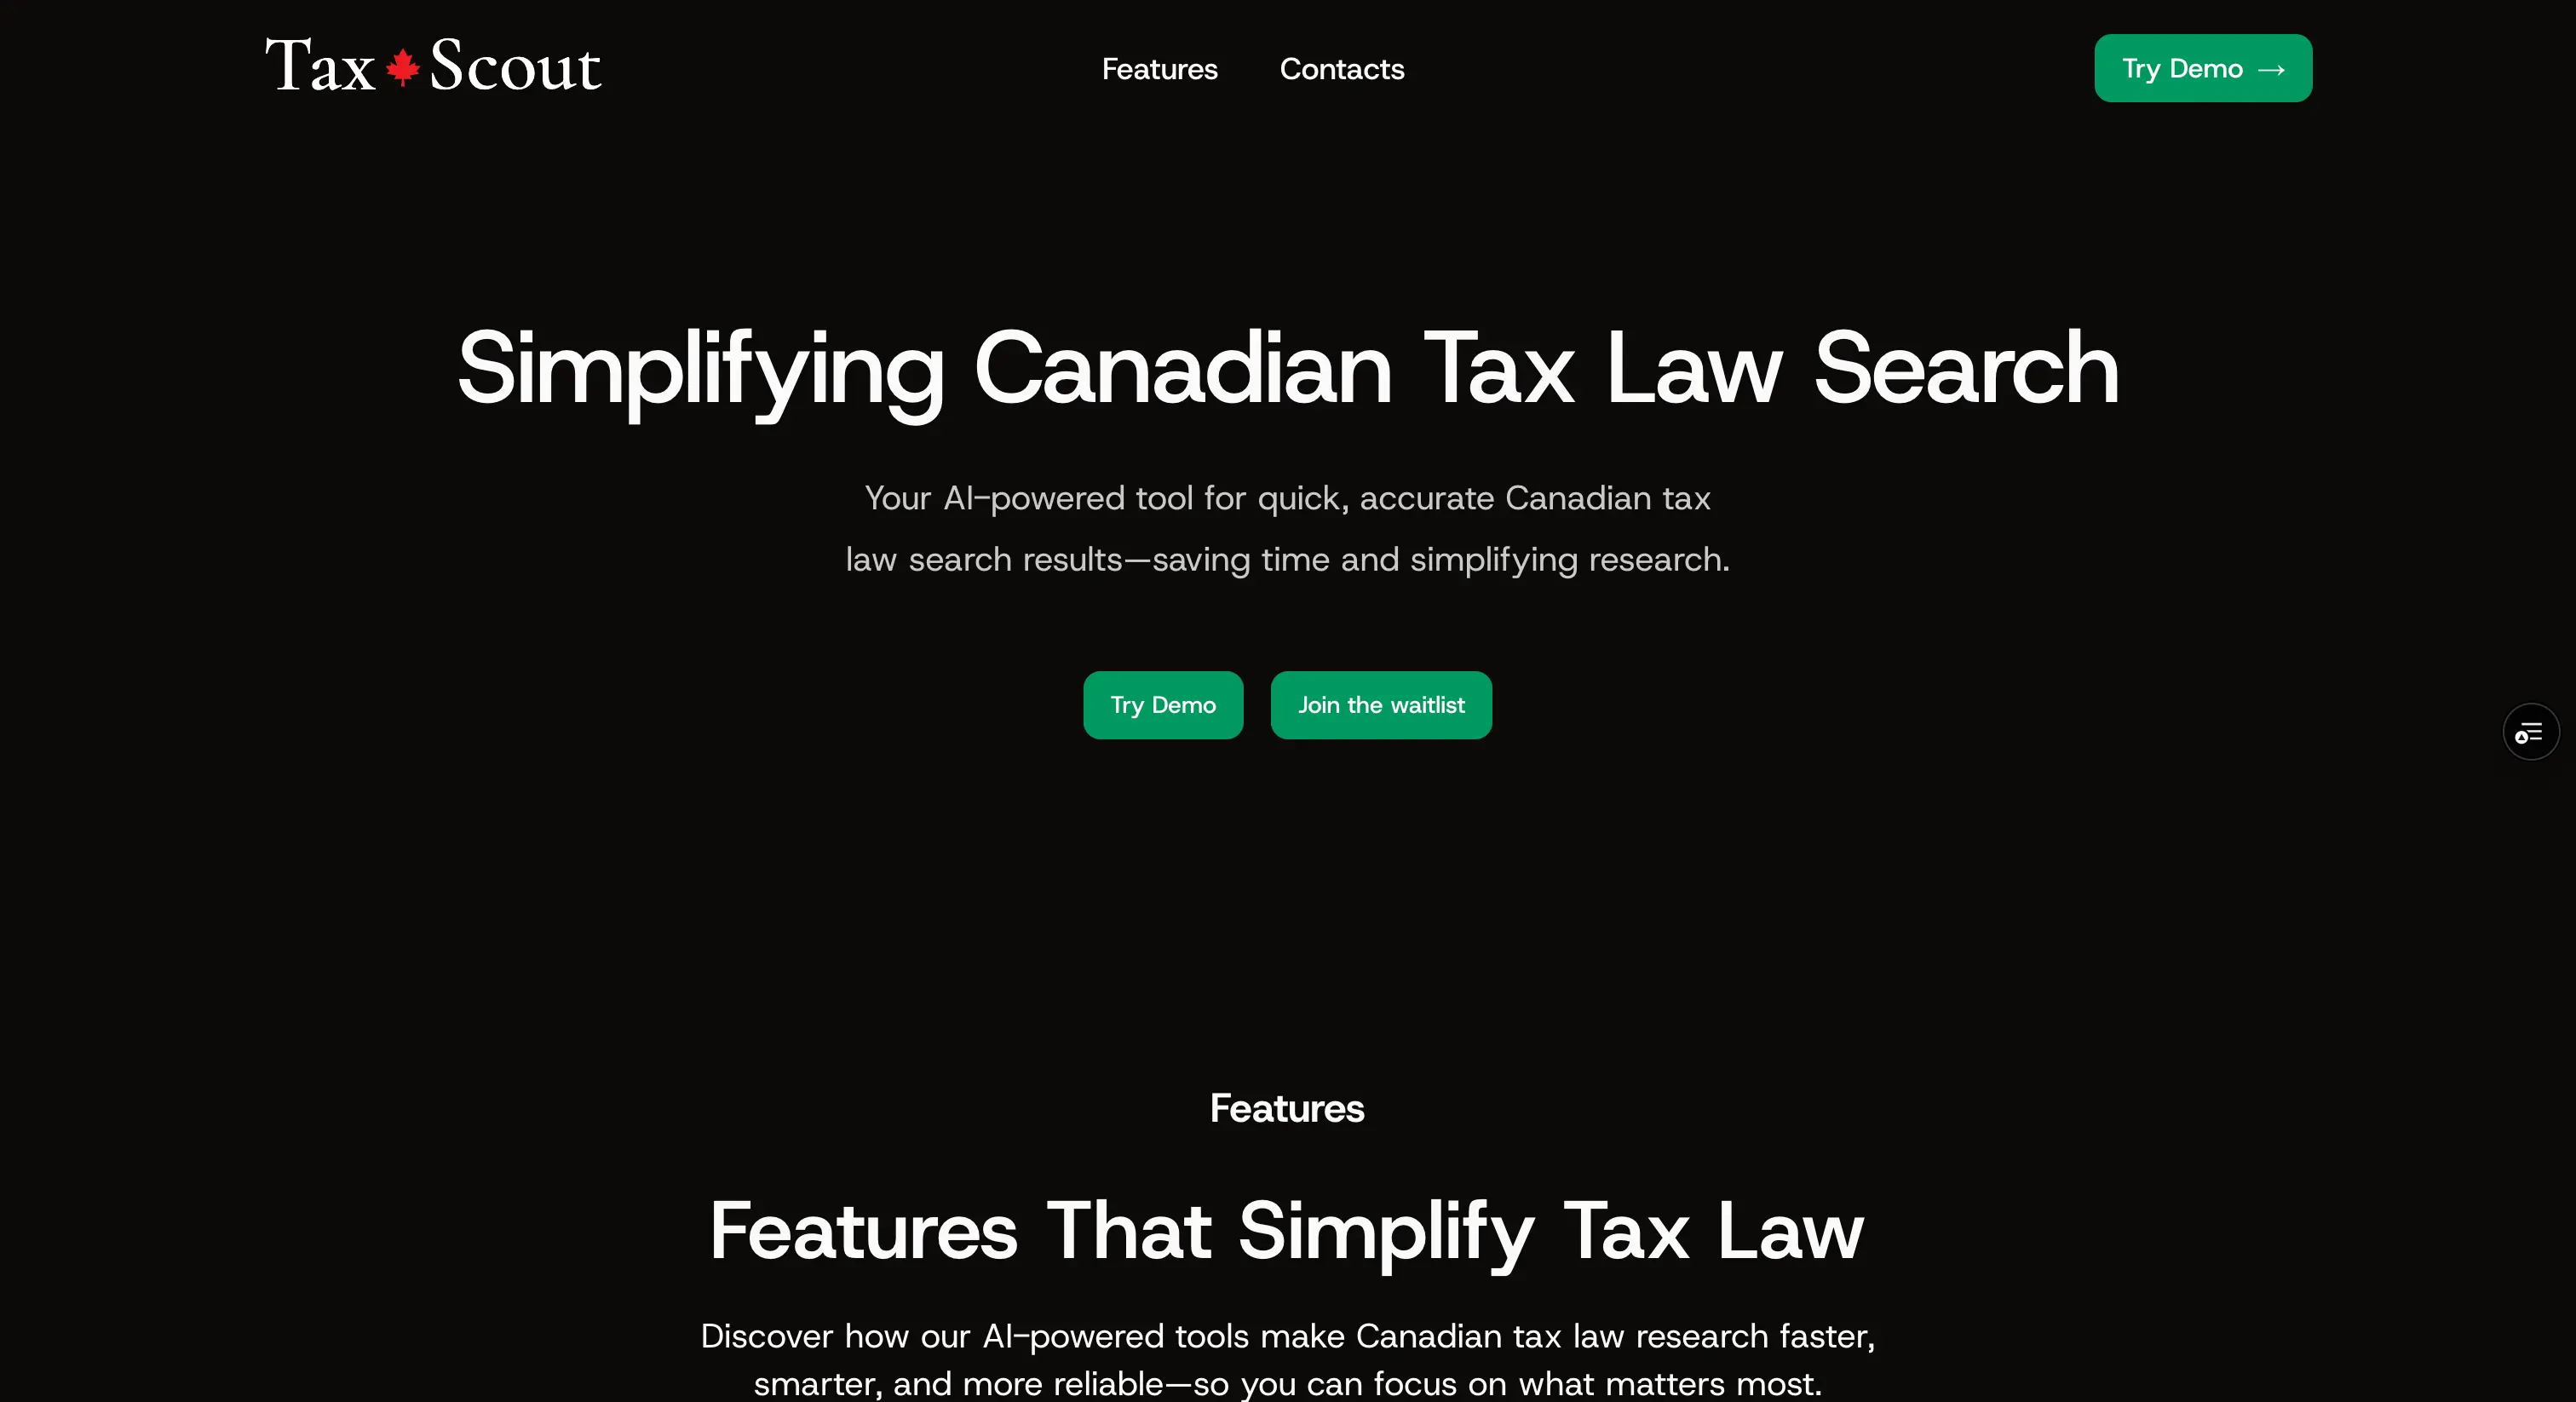 Tax Scout
Features
Contacts
Try Demo →
Simplifying Canadian Tax Law Search
Your AI-powered tool for quick, accurate Canadian tax
law search results—saving time and simplifying research.
Try Demo
Join the waitlist
Features
Features That Simplify Tax Law
Discover how our AI-powered tools make Canadian tax law research faster,
smarter, and more reliable—so you can focus on what matters most.